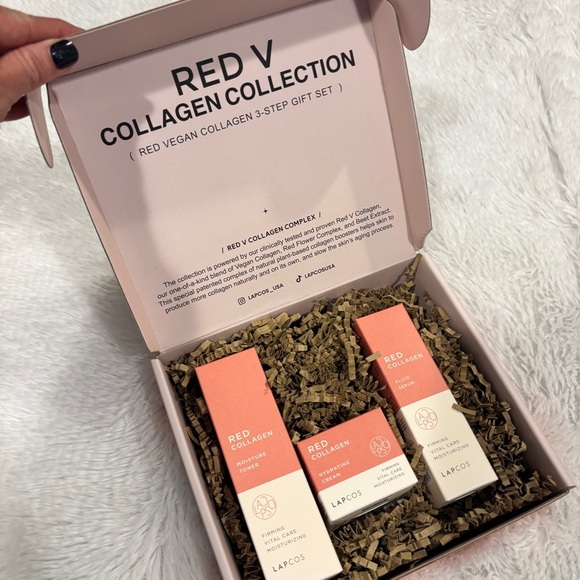 RED V
COLLAGEN COLLECTION
( RED VEGAN COLLAGEN 3-STEP GIFT SET )
/ RED V COLLAGEN COMPLEX /
The collection is powered by our clinically tested and proven Red V Collagen,
our one-of-a-kind blend of Vegan Collagen, Red Flower Complex, and Beet Extract.
This special patented complex of natural plant-based collagen boosters helps skin to
produce more collagen naturally and on its own, and slow the skin's aging process.
LAPCOS_USA LAPCOSUSA
RED
COLLAGEN
MOISTURE
TONER
FIRMING
VITAL CARE
MOISTURIZING
LAPCOS
RED
COLLAGEN
HYDRATING
CREAM
FIRMING
VITAL CARE
MOISTURIZING
LAPCOS
RED
COLLAGEN
FLUID
SERUM
FIRMING
VITAL CARE
MOISTURIZING
LAPCOS